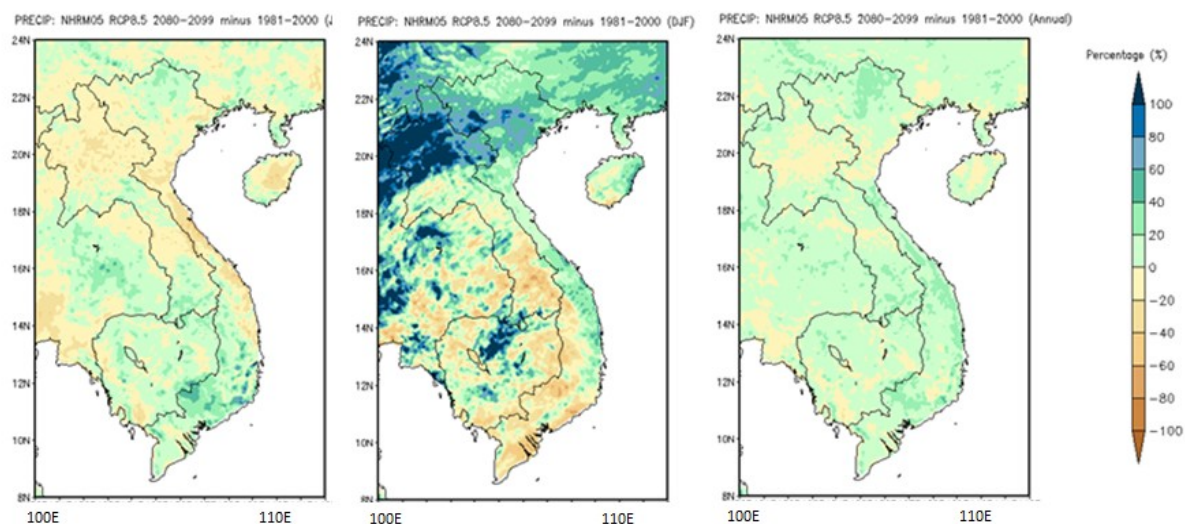 PRECIP: NHRM05 RCP8.5 2080-2099 minus 1981-2000 (J
24N
22N
20N
18N
16N
14N
12N
10N
8N
100E
110E
PRECIP: NHRM05 RCP8.5 2080-2099 minus 1981-2000 (DJF)
24N
22N
20N
18N
16N
14N
12N
10N
8N
100E
110E
PRECIP: NHRM05 RCP8.5 2080-2099 minus 1981-2000 (Annual)
24N
22N
20N
18N
16N
14N
12N
10N
8N
100E
110E
Percentage (%)
100
80
60
40
20
0
-20
-40
-60
-80
-100